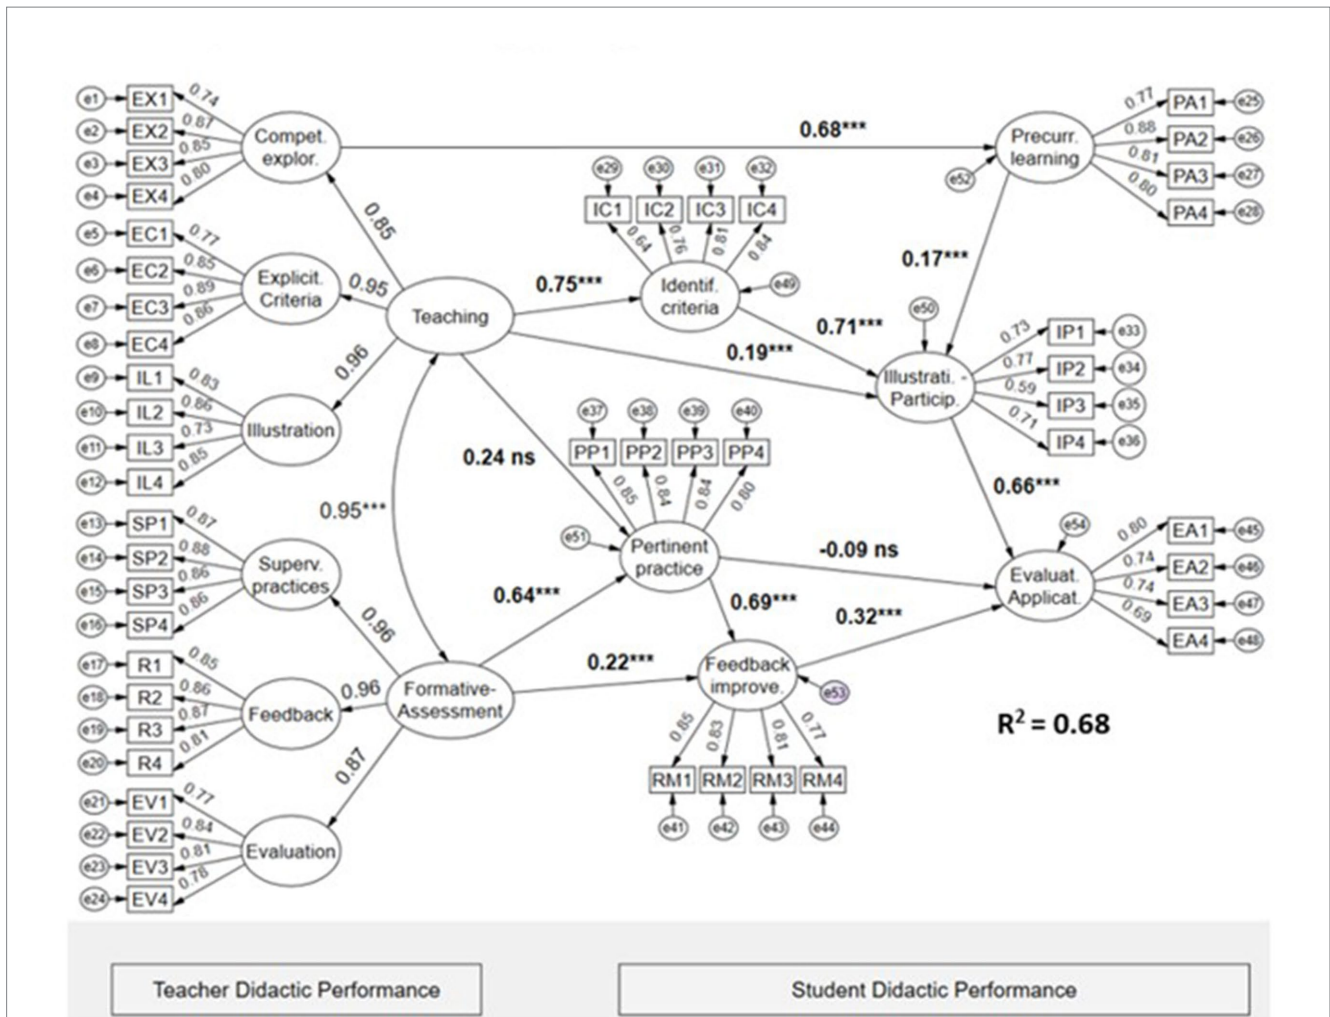 e1 EX1 0.74
e2 EX2 0.87
e3 EX3 0.85
e4 EX4 0.80
Compet.
explor.
0.68***
Precurr.
learning
e52
0.77 PA1 e25
0.88 PA2 e26
0.81 PA3 e27
0.80 PA4 e28
e29 e30 e31 e32
IC1 IC2 IC3 IC4
0.64 0.76 0.81 0.84
Identif.
criteria
e49
0.85
e5 EC1 0.77
e6 EC2 0.85
e7 EC3 0.89
e8 EC4 0.86
Explicit.
Criteria
0.95
Teaching
0.75***
0.17***
0.71***
0.19***
e50
Illustrati. -
Particip.
0.73 IP1 e33
0.77 IP2 e34
0.59 IP3 e35
0.71 IP4 e36
0.96
e9 IL1 0.83
e10 IL2 0.86
e11 IL3 0.73
e12 IL4 0.85
Illustration
e37 e38 e39 e40
PP1 PP2 PP3 PP4
0.85 0.84 0.84 0.80
0.24 ns
0.95***
0.66***
e51
Pertinent
practice
-0.09 ns
e54
Evaluat.
Applicat.
0.80 EA1 e45
0.74 EA2 e46
0.74 EA3 e47
0.69 EA4 e48
e13 SP1 0.87
e14 SP2 0.88
e15 SP3 0.86
e16 SP4 0.86
Superv.
practices
0.96
0.64***
0.69***
0.32***
e17 R1 0.85
e18 R2 0.86
e19 R3 0.87
e20 R4 0.81
Feedback
0.96
Formative-
Assessment
0.22***
Feedback
improve.
e53
0.85 0.83 0.81 0.77
RM1 RM2 RM3 RM4
e41 e42 e43 e44
R² = 0.68
0.87
e21 EV1 0.77
e22 EV2 0.84
e23 EV3 0.81
e24 EV4 0.78
Evaluation
Teacher Didactic Performance
Student Didactic Performance